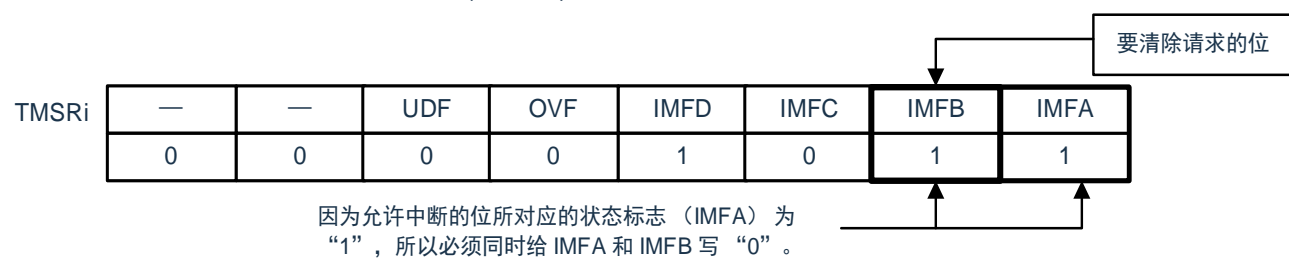 要清除请求的位
TMSRi — — UDF OVF IMFD IMFC IMFB IMFA
0 0 0 0 1 0 1 1
因为允许中断的位所对应的状态标志 （IMFA） 为
“1”，所以必须同时给 IMFA 和 IMFB 写 “0”。